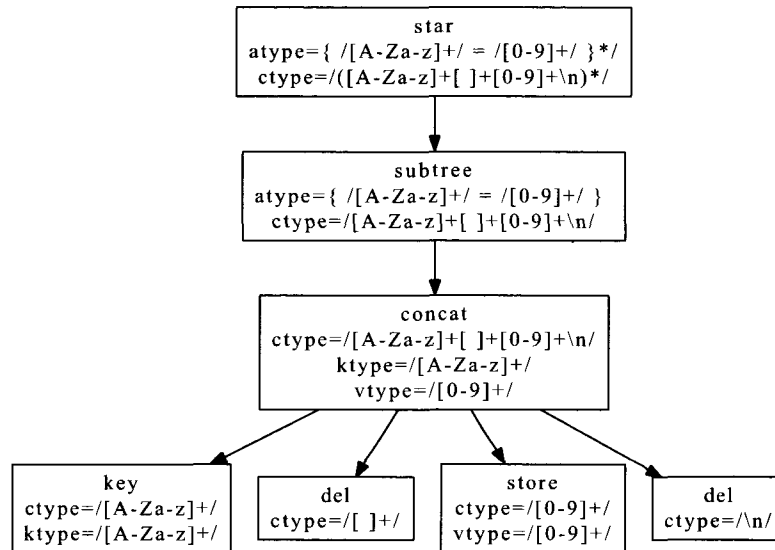 star
atype={ /[A-Za-z]+/ = /[0-9]+/ }*/
ctype=/([A-Za-z]+[ ]+[0-9]+\n)*/
subtree
atype={ /[A-Za-z]+/ = /[0-9]+/ }
ctype=/[A-Za-z]+[ ]+[0-9]+\n/
concat
ctype=/[A-Za-z]+[ ]+[0-9]+\n/
ktype=/[A-Za-z]+/
vtype=/[0-9]+/
key
ctype=/[A-Za-z]+/
ktype=/[A-Za-z]+/
del
ctype=/[ ]+/
store
ctype=/[0-9]+/
vtype=/[0-9]+/
del
ctype=/\n/